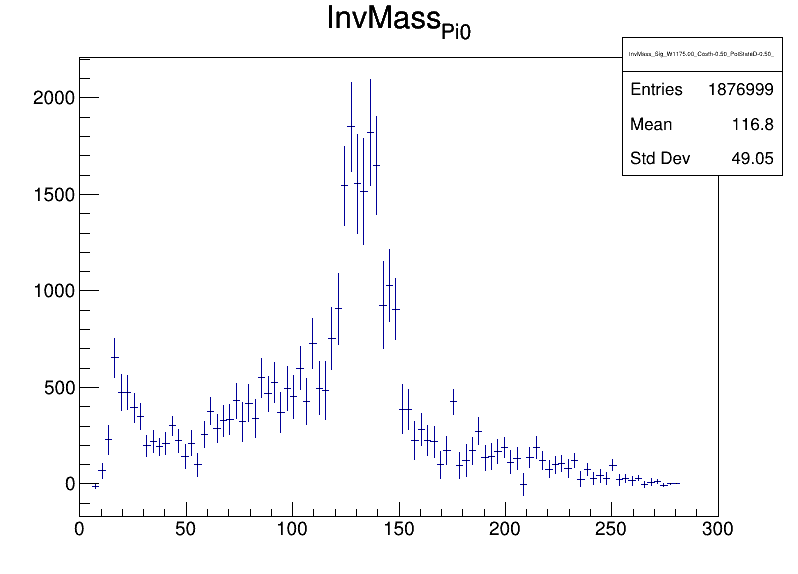 InvMass_Pi0
InvMass_Sig_W1175.00_Costh-0.50_PolStateD-0.50_
Entries 1876999
Mean 116.8
Std Dev 49.05
2000
1500
1000
500
0
0 50 100 150 200 250 300